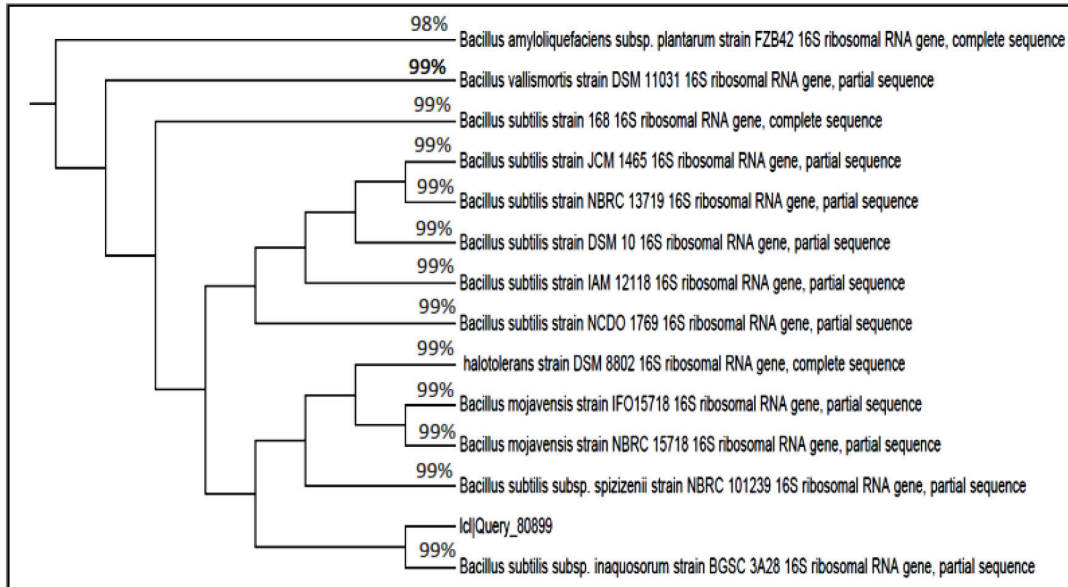 98%
Bacillus amyloliquefaciens subsp. plantarum strain FZB42 16S ribosomal RNA gene, complete sequence
99%
Bacillus vallismortis strain DSM 11031 16S ribosomal RNA gene, partial sequence
99%
Bacillus subtilis strain 168 16S ribosomal RNA gene, complete sequence
99%
Bacillus subtilis strain JCM 1465 16S ribosomal RNA gene, partial sequence
99%
Bacillus subtilis strain NBRC 13719 16S ribosomal RNA gene, partial sequence
99%
Bacillus subtilis strain DSM 10 16S ribosomal RNA gene, partial sequence
99%
Bacillus subtilis strain IAM 12118 16S ribosomal RNA gene, partial sequence
99%
Bacillus subtilis strain NCDO 1769 16S ribosomal RNA gene, partial sequence
99%
halotolerans strain DSM 8802 16S ribosomal RNA gene, complete sequence
99%
Bacillus mojavensis strain IFO15718 16S ribosomal RNA gene, partial sequence
99%
Bacillus mojavensis strain NBRC 15718 16S ribosomal RNA gene, partial sequence
99%
Bacillus subtilis subsp. spizizenii strain NBRC 101239 16S ribosomal RNA gene, partial sequence
lcl|Query_80899
99%
Bacillus subtilis subsp. inaquosorum strain BGSC 3A28 16S ribosomal RNA gene, partial sequence